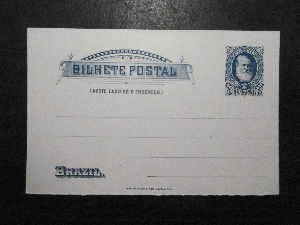 BILHETE POSTAL
(NESTE LADO SÓ O ENDEREÇO.)
BRAZIL.